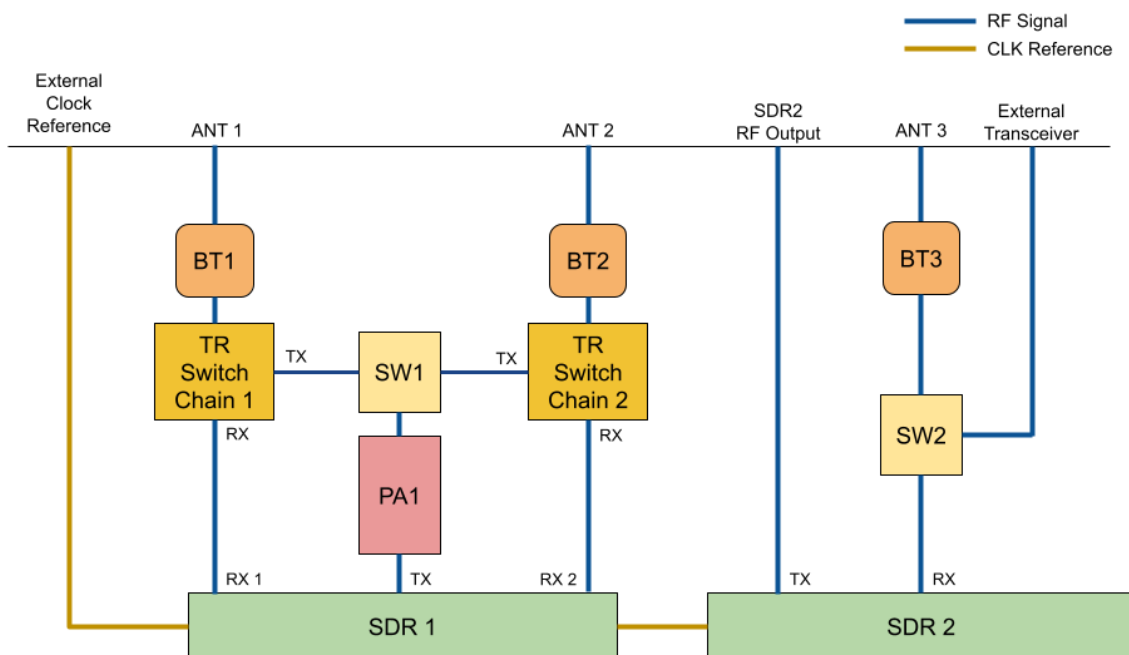 RF Signal
CLK Reference
External
Clock
Reference
ANT 1
ANT 2
SDR2
RF Output
ANT 3
External
Transceiver
BT1
BT2
BT3
TR
Switch
Chain 1
TX
SW1
TX
TR
Switch
Chain 2
RX
RX
SW2
PA1
RX 1
TX
RX 2
TX
RX
SDR 1
SDR 2